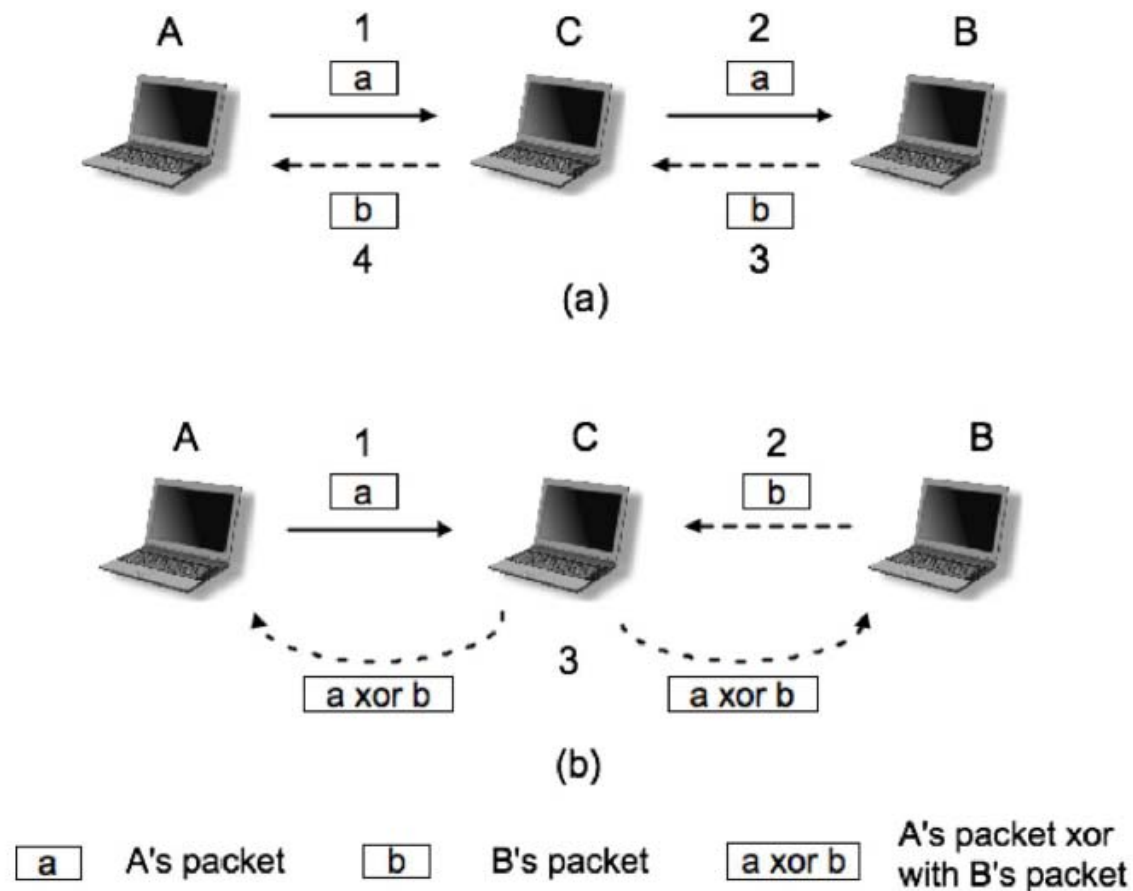 A 1 C 2 B
a a
b b
4 3
(a)
A 1 C 2 B
a b
3
a xor b a xor b
(b)
a A's packet b B's packet a xor b A's packet xor
with B's packet